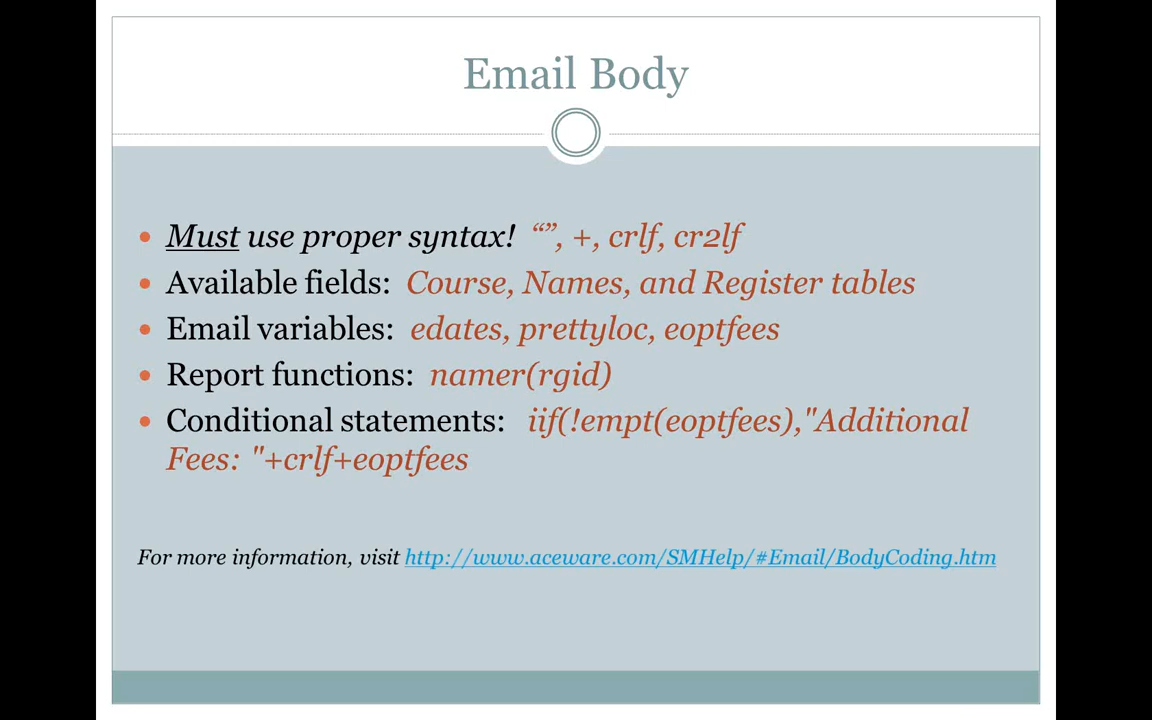 Email Body
Must use proper syntax! “”, +, crlf, cr2lf
Available fields: Course, Names, and Register tables
Email variables: edates, prettyloc, eoptfees
Report functions: namer(rgid)
Conditional statements: iif(!empt(eoptfees),"Additional
Fees: "+crlf+eoptfees
For more information, visit http://www.aceware.com/SMHelp/#Email/BodyCoding.htm